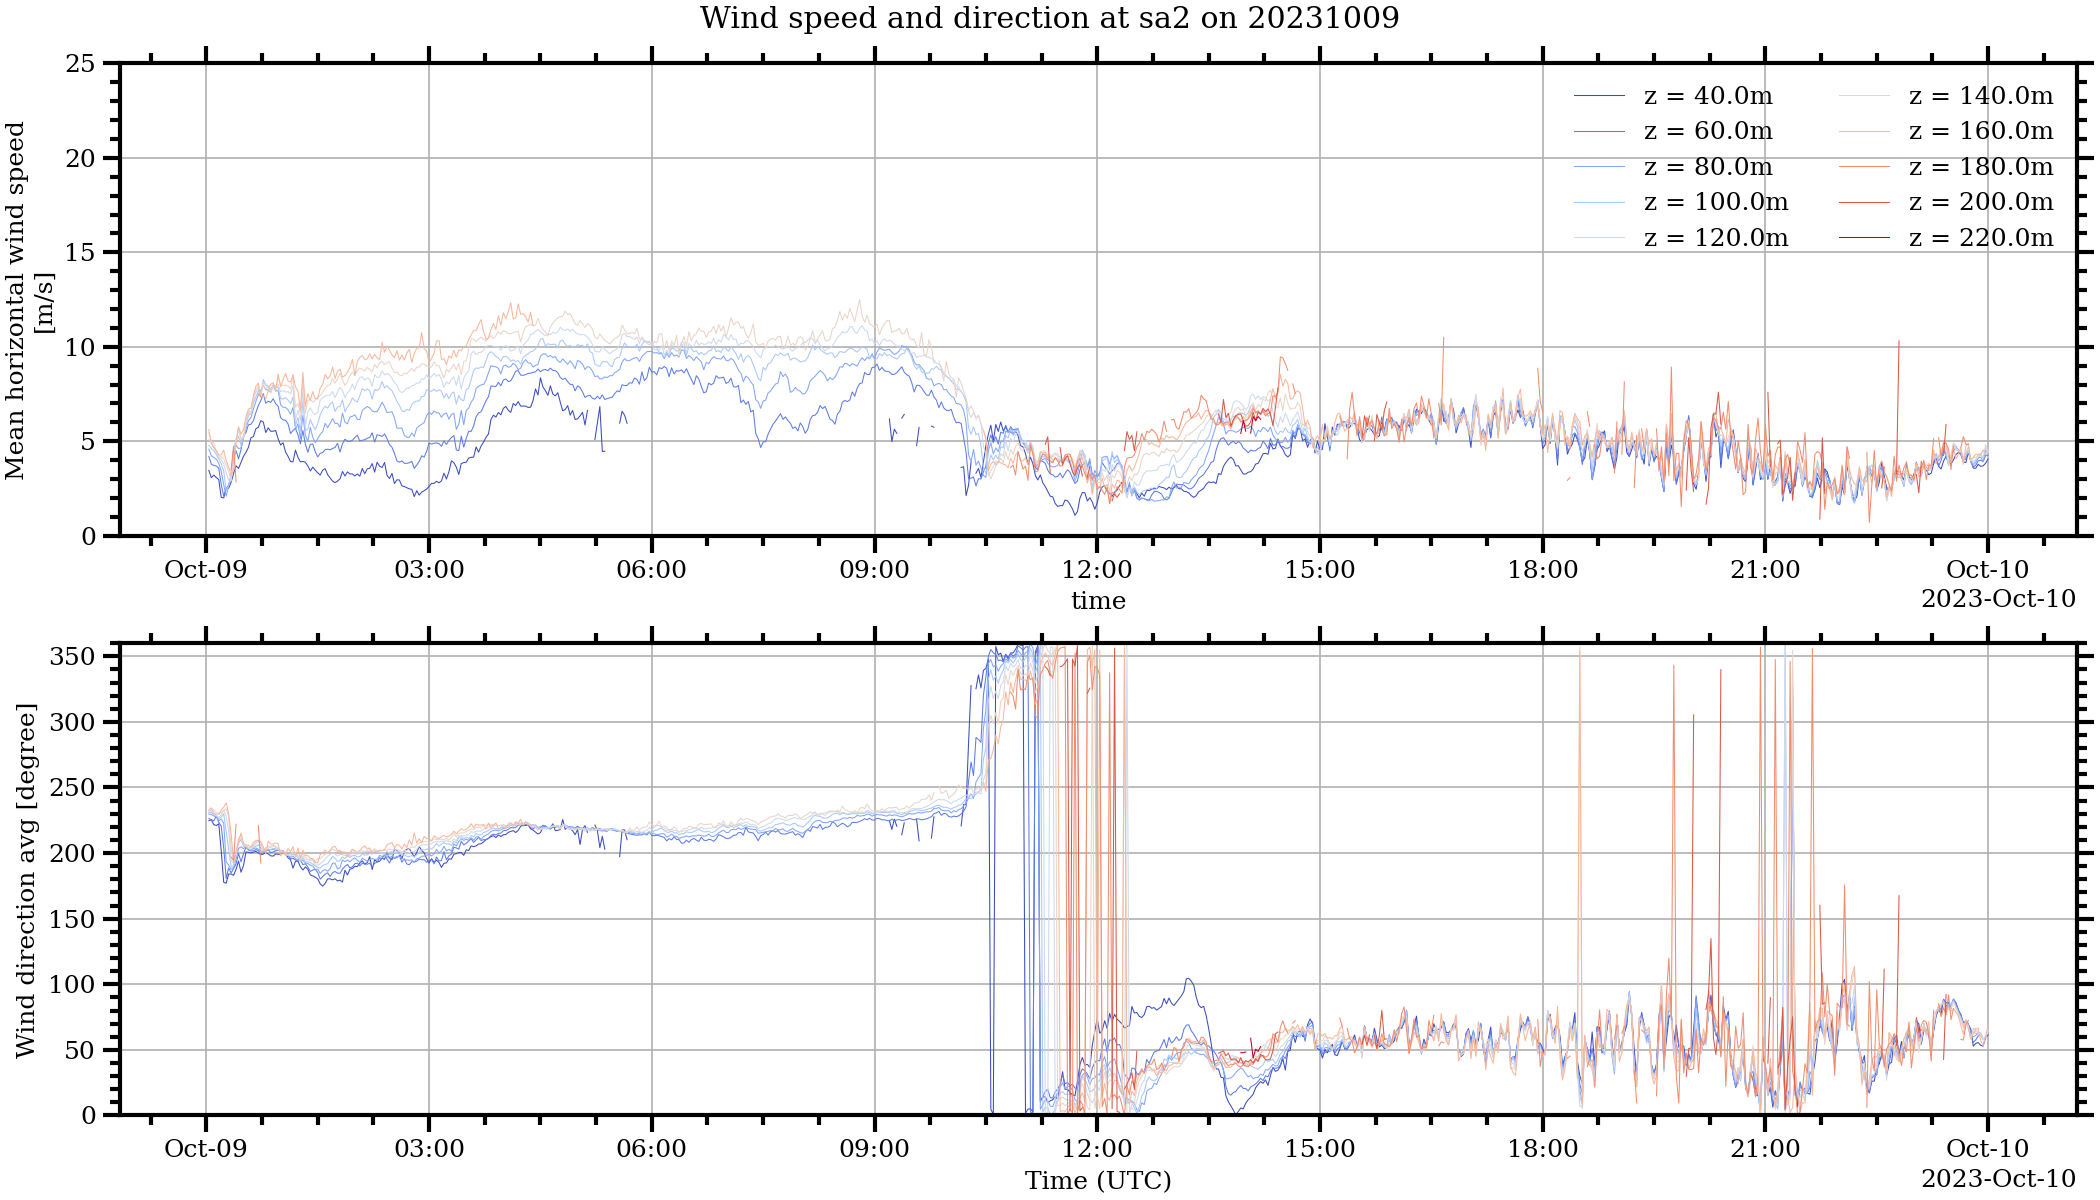 Wind speed and direction at sa2 on 20231009
Mean horizontal wind speed
[m/s]
25
20
15
10
5
0
z = 40.0m
z = 60.0m
z = 80.0m
z = 100.0m
z = 120.0m
z = 140.0m
z = 160.0m
z = 180.0m
z = 200.0m
z = 220.0m
Oct-09 03:00 06:00 09:00 12:00 15:00 18:00 21:00 Oct-10
time
2023-Oct-10
Wind direction avg [degree]
350
300
250
200
150
100
50
0
Oct-09 03:00 06:00 09:00 12:00 15:00 18:00 21:00 Oct-10
Time (UTC)
2023-Oct-10